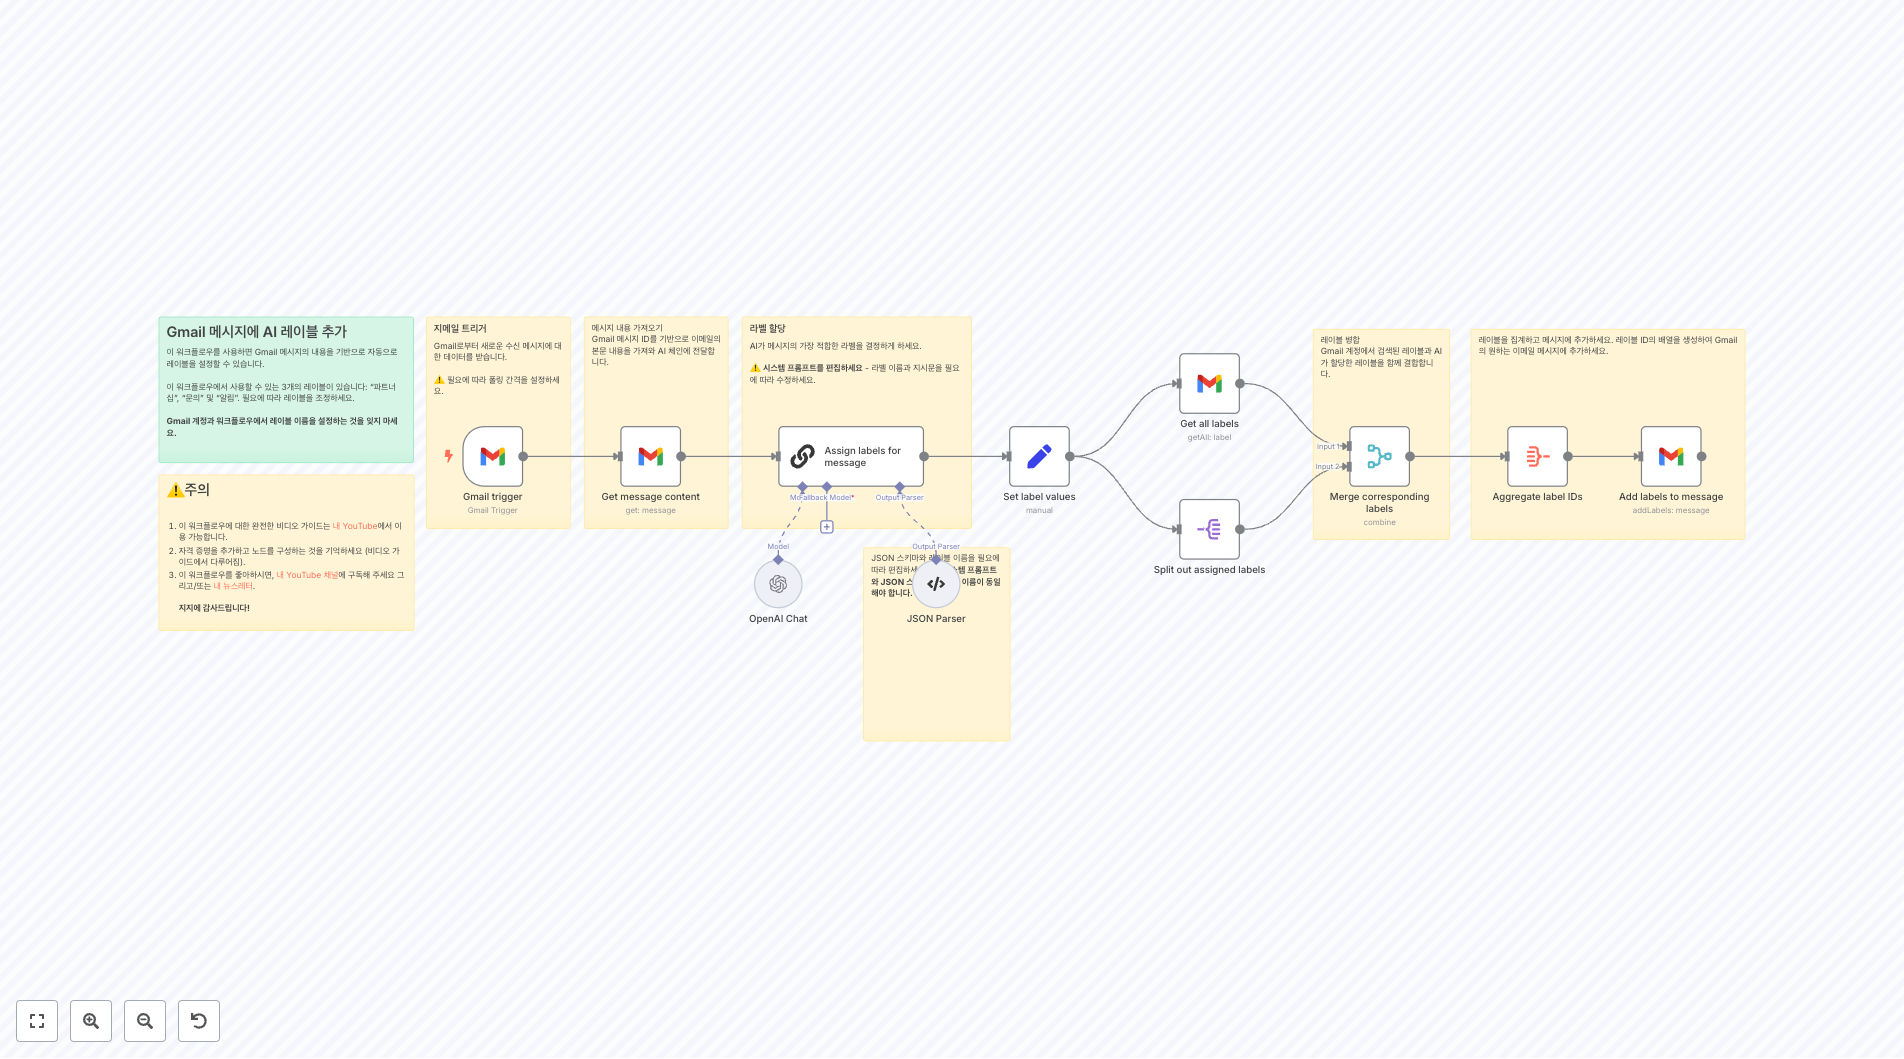 Gmail 메시지에 AI 레이블 추가
이 워크플로우를 사용하면 Gmail 메시지의 내용을 기반으로 자동으로
레이블을 설정할 수 있습니다.
이 워크플로우에서 사용할 수 있는 3개의 레이블이 있습니다: “파트너
십”, “문의” 및 “알림”. 필요에 따라 레이블을 조정하세요.
Gmail 계정과 워크플로우에서 레이블 이름을 설정하는 것을 잊지 마세
요.
⚠️주의
1. 이 워크플로우에 대한 완전한 비디오 가이드는 내 YouTube에서 이
용 가능합니다.
2. 자격 증명을 추가하고 노드를 구성하는 것을 기억하세요 (비디오 가
이드에서 다루어짐).
3. 이 워크플로우를 좋아하시면, 내 YouTube 채널에 구독해 주세요 그
리고/또는 내 뉴스레터.
지지에 감사드립니다!
지메일 트리거
Gmail로부터 새로운 수신 메시지에 대
한 데이터를 받습니다.
⚠️ 필요에 따라 폴링 간격을 설정하세
요.
Gmail trigger
Gmail Trigger
메시지 내용 가져오기
Gmail 메시지 ID를 기반으로 이메일의
본문 내용을 가져와 AI 체인에 전달합
니다.
Get message content
get: message
라벨 할당
AI가 메시지의 가장 적합한 라벨을 결정하게 하세요.
⚠️ 시스템 프롬프트를 편집하세요 - 라벨 이름과 지시문을 필요
에 따라 수정하세요.
Assign labels for
message
Fallback Model*
Output Parser
Model
Output Parser
OpenAI Chat
JSON 스키마와 이름을 필요에
따라 편집하세 프롬프트
와 JSON 이름이 동일
해야 합니다.
JSON Parser
Set label values
manual
Get all labels
getAll: label
Split out assigned labels
레이블 병합
Gmail 계정에서 검색된 레이블과 AI
가 할당한 레이블을 함께 결합합니
다.
Input 1
Input 2
Merge corresponding
labels
combine
레이블을 집계하고 메시지에 추가하세요. 레이블 ID의 배열을 생성하여 Gmail
의 원하는 이메일 메시지에 추가하세요.
Aggregate label IDs
Add labels to message
addLabels: message